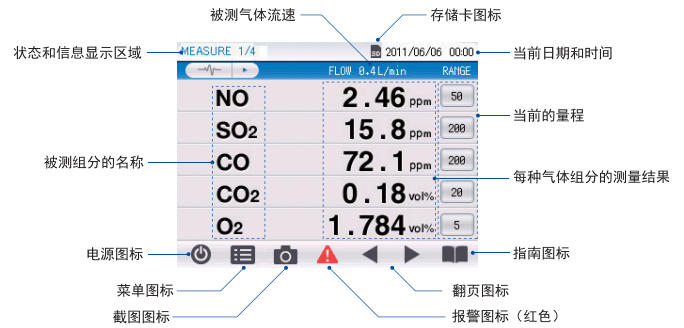 被测气体流速
存储卡图标
状态和信息显示区域
MEASURE 1/4
SD
2011/06/06 00:00
当前日期和时间
FLOW 0.4L/min
RANGE
NO
2.46 ppm
50
SO2
15.8 ppm
200
当前的量程
CO
72.1 ppm
200
被测组分的名称
CO2
0.18 vol%
20
每种气体组分的测量结果
O2
1.784 vol%
5
电源图标
指南图标
菜单图标
翻页图标
截图图标
报警图标（红色）